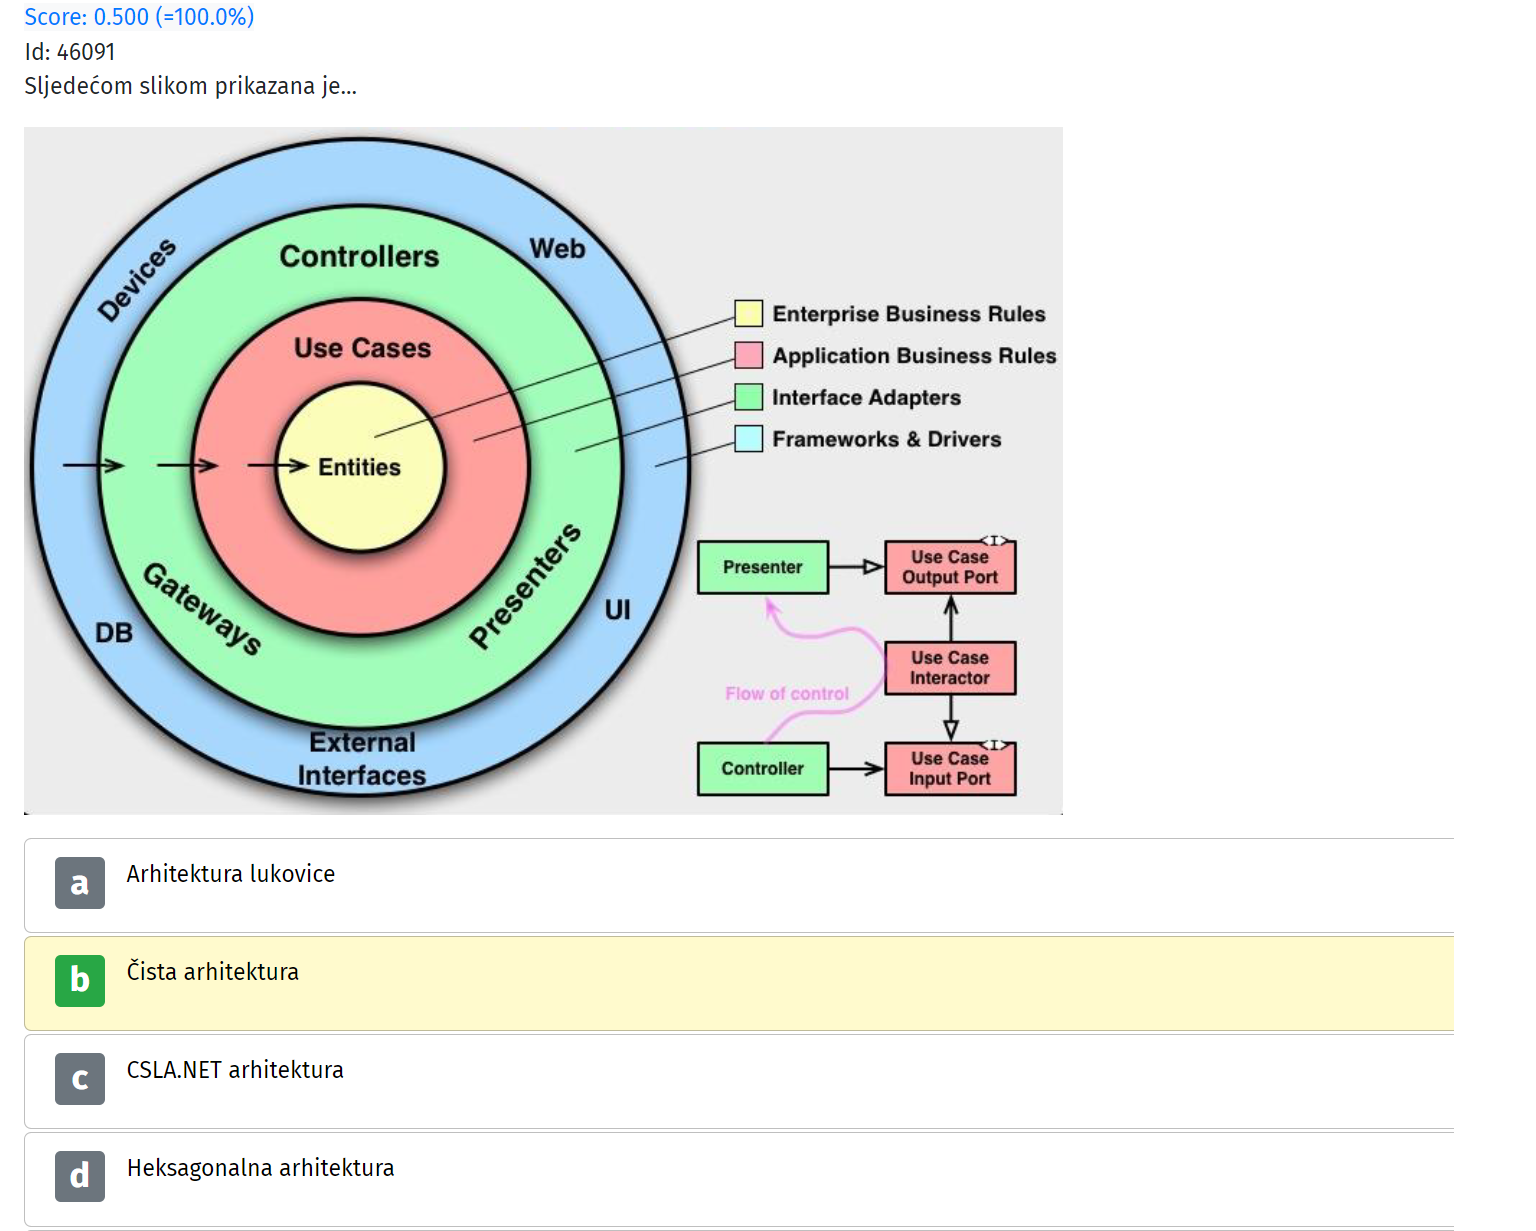 Score: 0.500 (=100.0%)
Id: 46091
Sljedećom slikom prikazana je...
Devices
Controllers
Web
Use Cases
Entities
Gateways
Presenters
DB
UI
External
Interfaces
Enterprise Business Rules
Application Business Rules
Interface Adapters
Frameworks & Drivers
Presenter
<I>
Use Case
Output Port
Use Case
Interactor
Flow of control
Controller
<I>
Use Case
Input Port
a Arhitektura lukovice
b Čista arhitektura
c CSLA.NET arhitektura
d Heksagonalna arhitektura